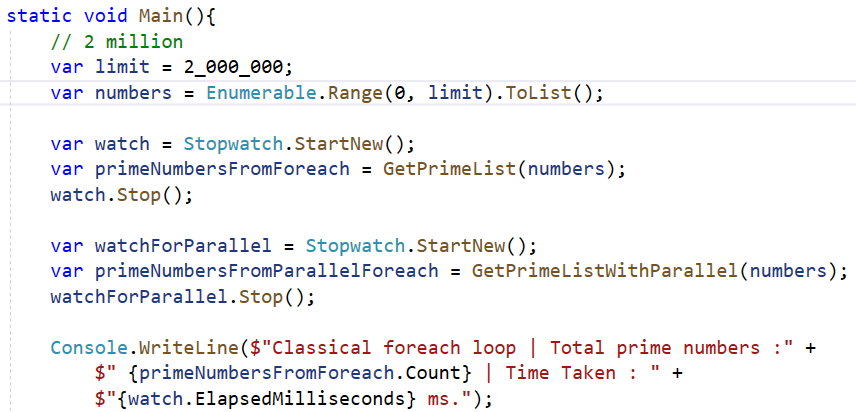 static void Main(){
// 2 million
var limit = 2_000_000;
var numbers = Enumerable.Range(0, limit).ToList();
var watch = Stopwatch.StartNew();
var primeNumbersFromForeach = GetPrimeList(numbers);
watch.Stop();
var watchForParallel = Stopwatch.StartNew();
var primeNumbersFromParallelForeach = GetPrimeListWithParallel(numbers);
watchForParallel.Stop();
Console.WriteLine($"Classical foreach loop | Total prime numbers :" +
$" {primeNumbersFromForeach.Count} | Time Taken : " +
$"{watch.ElapsedMilliseconds} ms.");